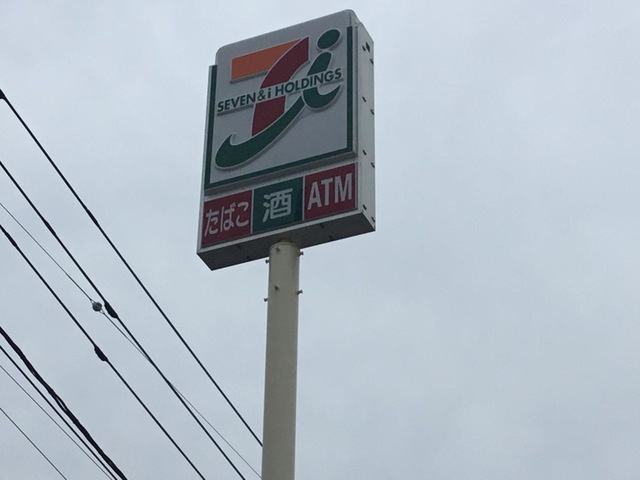 SEVEN & i HOLDINGS
たばこ 酒 ATM